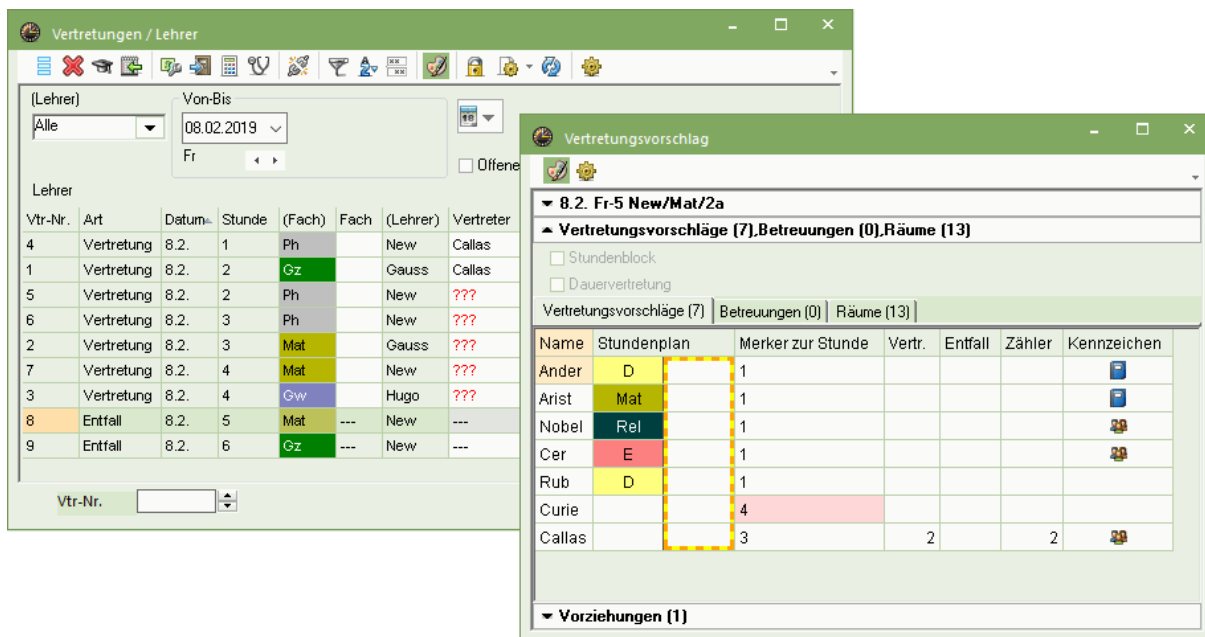 Vertretungen / Lehrer
(Lehrer) Von-Bis
Alle 08.02.2019
Fr
Offene
Lehrer
Vtr-Nr. Art Datum Stunde (Fach) Fach (Lehrer) Vertreter
4 Vertretung 8.2. 1 Ph New Callas
1 Vertretung 8.2. 2 Gz Gauss Callas
5 Vertretung 8.2. 2 Ph New ???
6 Vertretung 8.2. 3 Ph New ???
2 Vertretung 8.2. 3 Mat Gauss ???
7 Vertretung 8.2. 4 Mat New ???
3 Vertretung 8.2. 4 Gw Hugo ???
8 Entfall 8.2. 5 Mat --- New ---
9 Entfall 8.2. 6 Gz --- New ---
Vtr-Nr.
Vertretungsvorschlag
8.2. Fr-5 New/Mat/2a
Vertretungsvorschläge (7),Betreuungen (0),Räume (13)
Stundenblock
Dauervertretung
Vertretungsvorschläge (7) Betreuungen (0) Räume (13)
Name Stundenplan Merker zur Stunde Vertr. Entfall Zähler Kennzeichen
Ander D 1
Arist Mat 1
Nobel Rel 1
Cer E 1
Rub D 1
Curie 4
Callas 3 2 2
Vorziehungen (1)